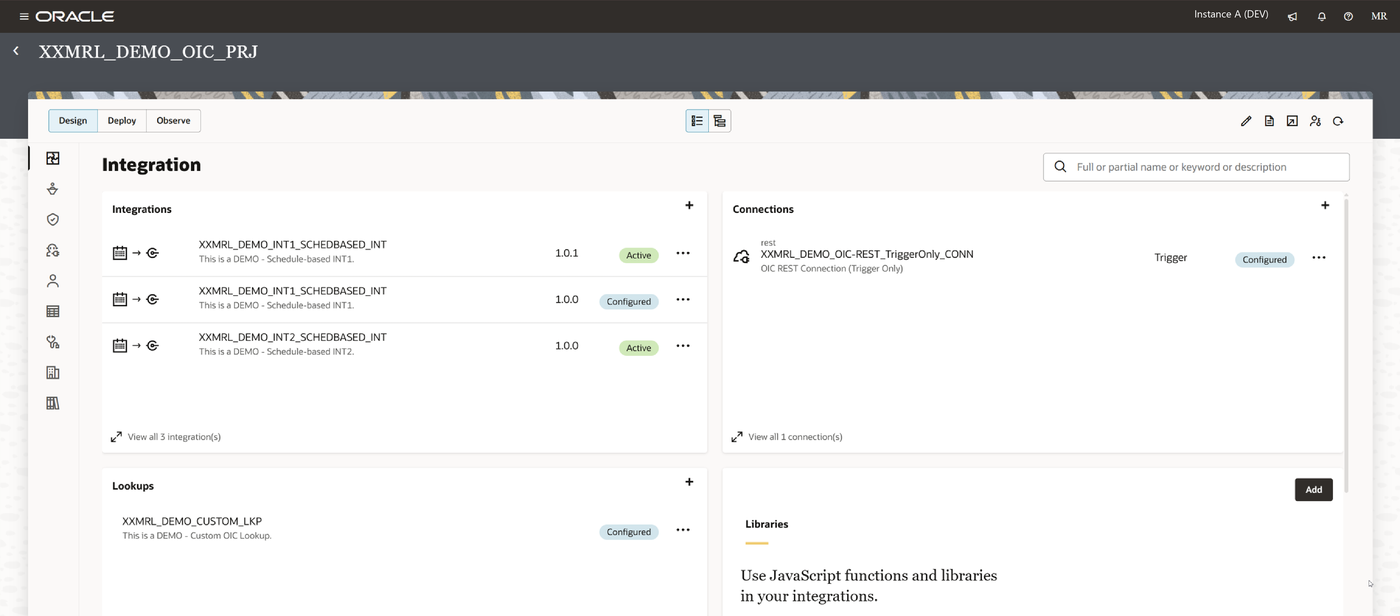 ORACLE
Instance A (DEV)
MR
XXMRL_DEMO_OIC_PRJ
Design
Deploy
Observe
Integration
Full or partial name or keyword or description
Integrations
+
XXMRL_DEMO_INT1_SCHEDBASED_INT
This is a DEMO - Schedule-based INT1.
1.0.1
Active
XXMRL_DEMO_INT1_SCHEDBASED_INT
This is a DEMO - Schedule-based INT1.
1.0.0
Configured
XXMRL_DEMO_INT2_SCHEDBASED_INT
This is a DEMO - Schedule-based INT2.
1.0.0
Active
View all 3 integration(s)
Connections
+
rest
XXMRL_DEMO_OIC-REST_TriggerOnly_CONN
OIC REST Connection (Trigger Only)
Trigger
Configured
View all 1 connection(s)
Lookups
+
XXMRL_DEMO_CUSTOM_LKP
This is a DEMO - Custom OIC Lookup.
Configured
Add
Libraries
Use JavaScript functions and libraries
in your integrations.